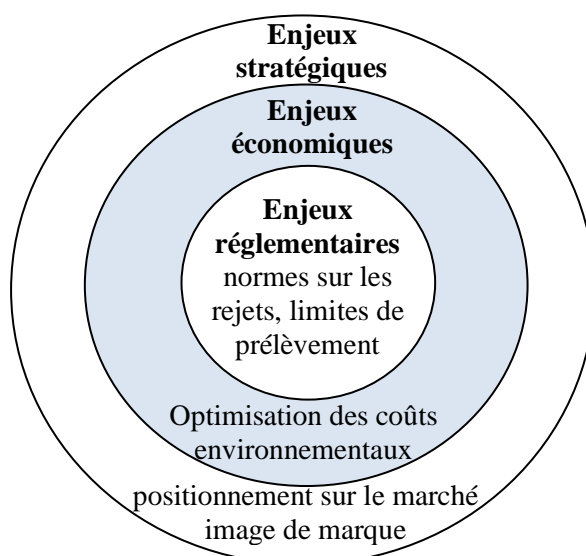 Enjeux
stratégiques
Enjeux
économiques
Enjeux
réglementaires
normes sur les
rejets, limites de
prélèvement
Optimisation des coûts
environnementaux
positionnement sur le marché
image de marque